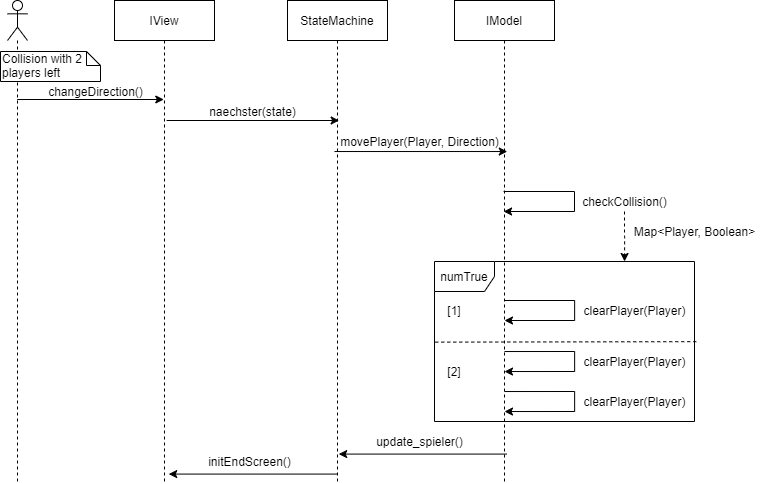 IView
StateMachine
IModel
Collision with 2
players left
changeDirection()
naechster(state)
movePlayer(Player, Direction)
checkCollision()
Map<Player, Boolean>
numTrue
[1]
clearPlayer(Player)
clearPlayer(Player)
[2]
clearPlayer(Player)
update_spieler()
initEndScreen()